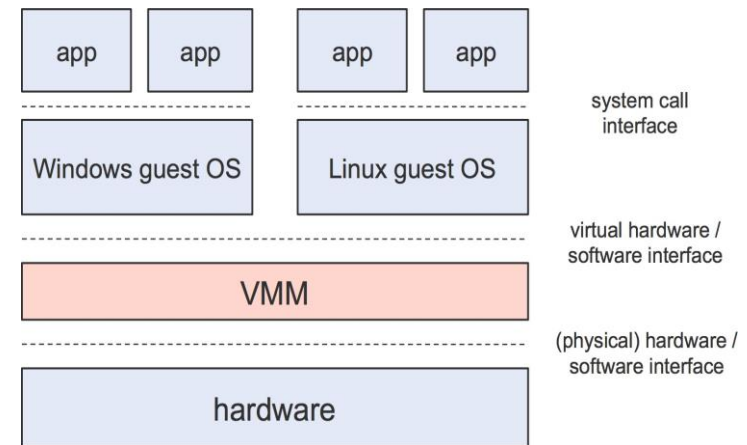 app
app
app
app
system call
interface
Windows guest OS
Linux guest OS
virtual hardware /
software interface
VMM
(physical) hardware /
software interface
hardware